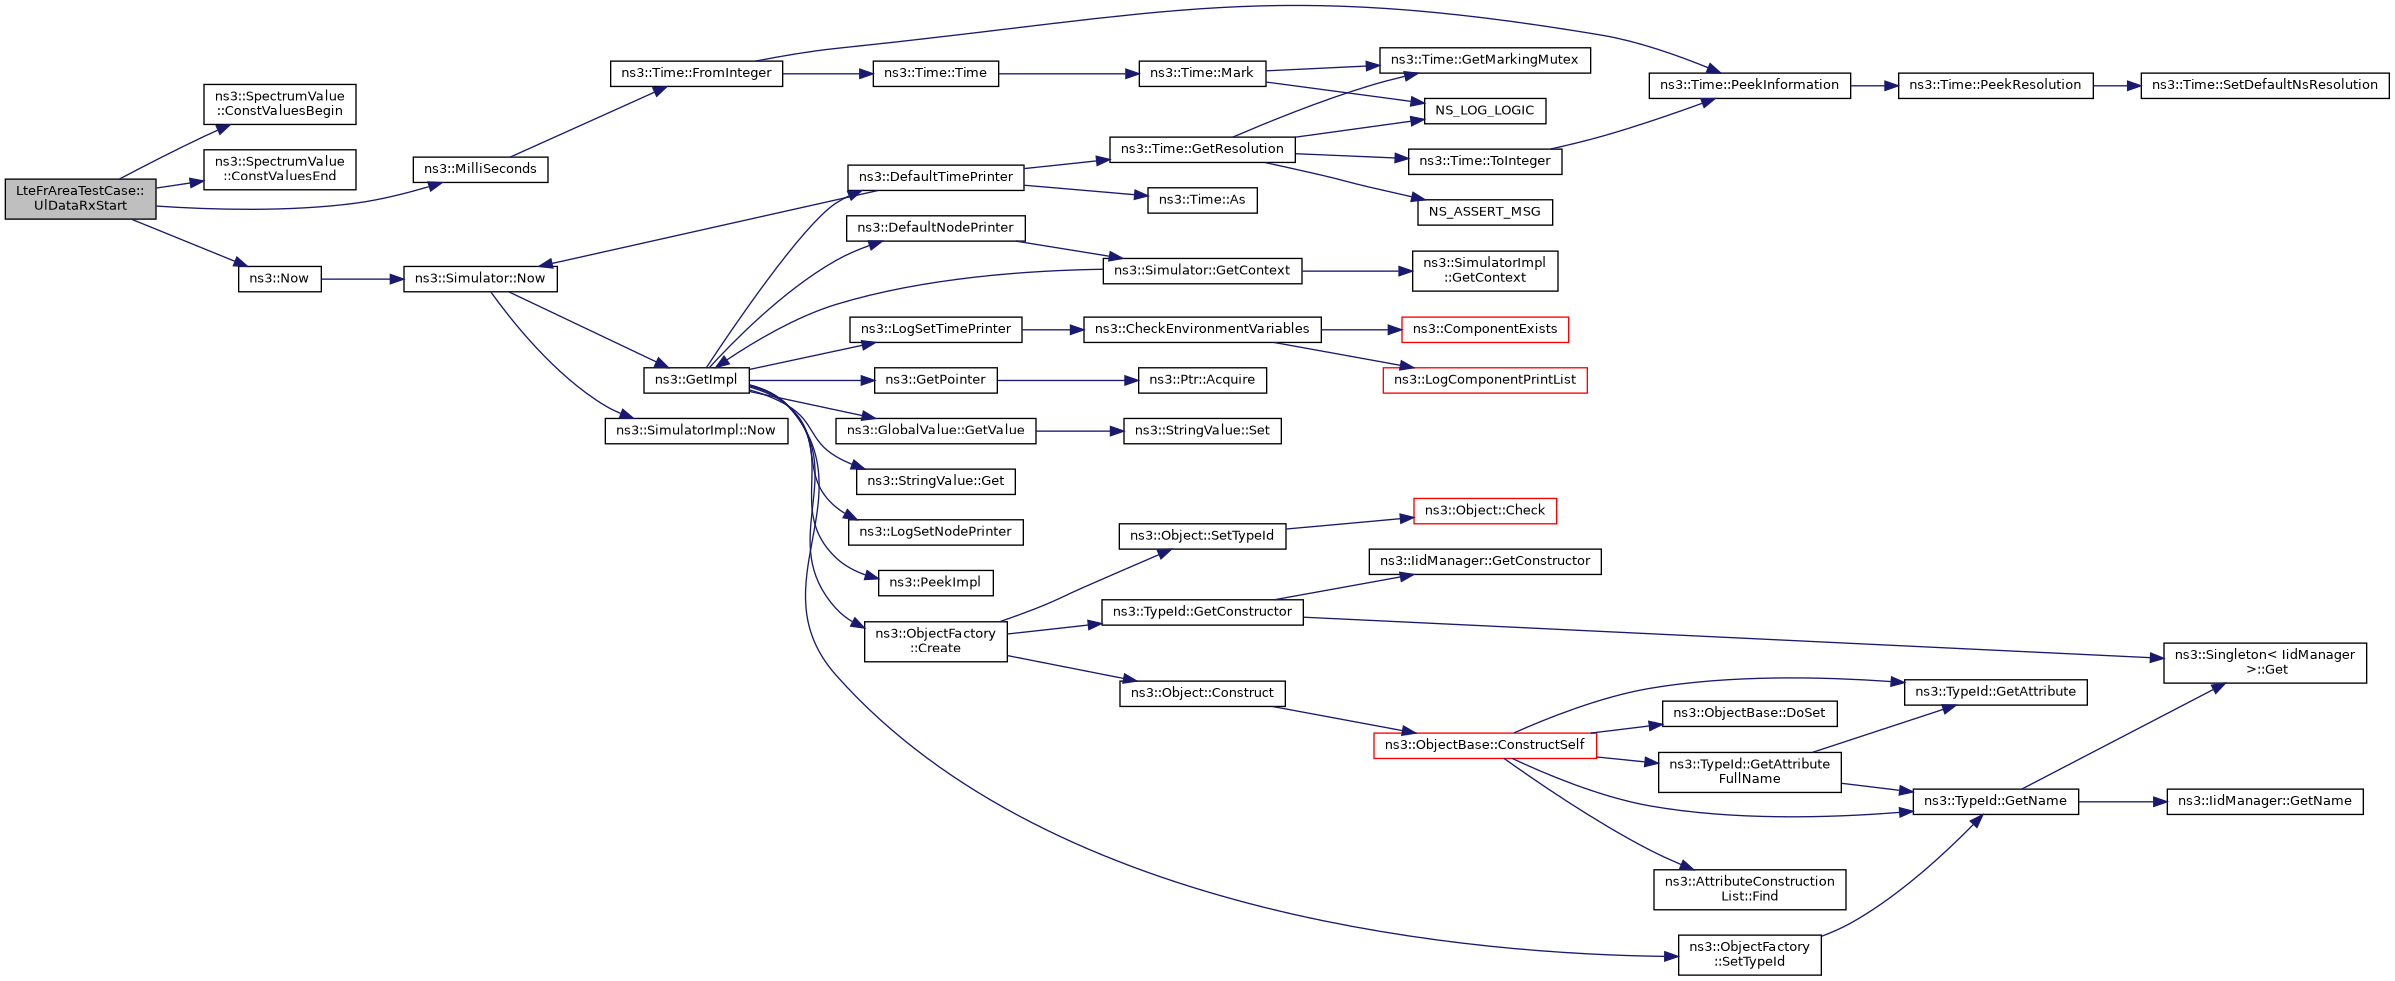 LteFrAreaTestCase::
UlDataRxStart
ns3::SpectrumValue
::ConstValuesBegin
ns3::SpectrumValue
::ConstValuesEnd
ns3::MilliSeconds
ns3::Now
ns3::Simulator::Now
ns3::Time::FromInteger
ns3::GetImpl
ns3::SimulatorImpl::Now
ns3::Time::Time
ns3::DefaultTimePrinter
ns3::DefaultNodePrinter
ns3::LogSetTimePrinter
ns3::GetPointer
ns3::GlobalValue::GetValue
ns3::StringValue::Get
ns3::LogSetNodePrinter
ns3::PeekImpl
ns3::ObjectFactory
::Create
ns3::Time::Mark
ns3::Time::GetResolution
ns3::Time::As
ns3::Simulator::GetContext
ns3::CheckEnvironmentVariables
ns3::Ptr::Acquire
ns3::StringValue::Set
ns3::Object::SetTypeId
ns3::TypeId::GetConstructor
ns3::Object::Construct
ns3::Time::GetMarkingMutex
NS_LOG_LOGIC
ns3::Time::ToInteger
NS_ASSERT_MSG
ns3::SimulatorImpl
::GetContext
ns3::ComponentExists
ns3::LogComponentPrintList
ns3::Object::Check
ns3::IidManager::GetConstructor
ns3::ObjectBase::ConstructSelf
ns3::Time::PeekInformation
ns3::ObjectBase::DoSet
ns3::TypeId::GetAttribute
FullName
ns3::AttributeConstruction
List::Find
ns3::ObjectFactory
::SetTypeId
ns3::Time::PeekResolution
ns3::TypeId::GetAttribute
ns3::TypeId::GetName
ns3::Time::SetDefaultNsResolution
ns3::Singleton< IidManager
>::Get
ns3::IidManager::GetName